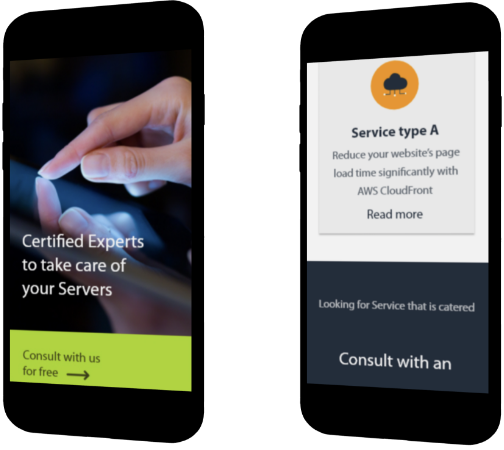 Certified Experts
to take care of
your Servers
Consult with us
for free
Service type A
Reduce your website's page
load time significantly with
AWS CloudFront
Read more
Looking for Service that is catered
Consult with an